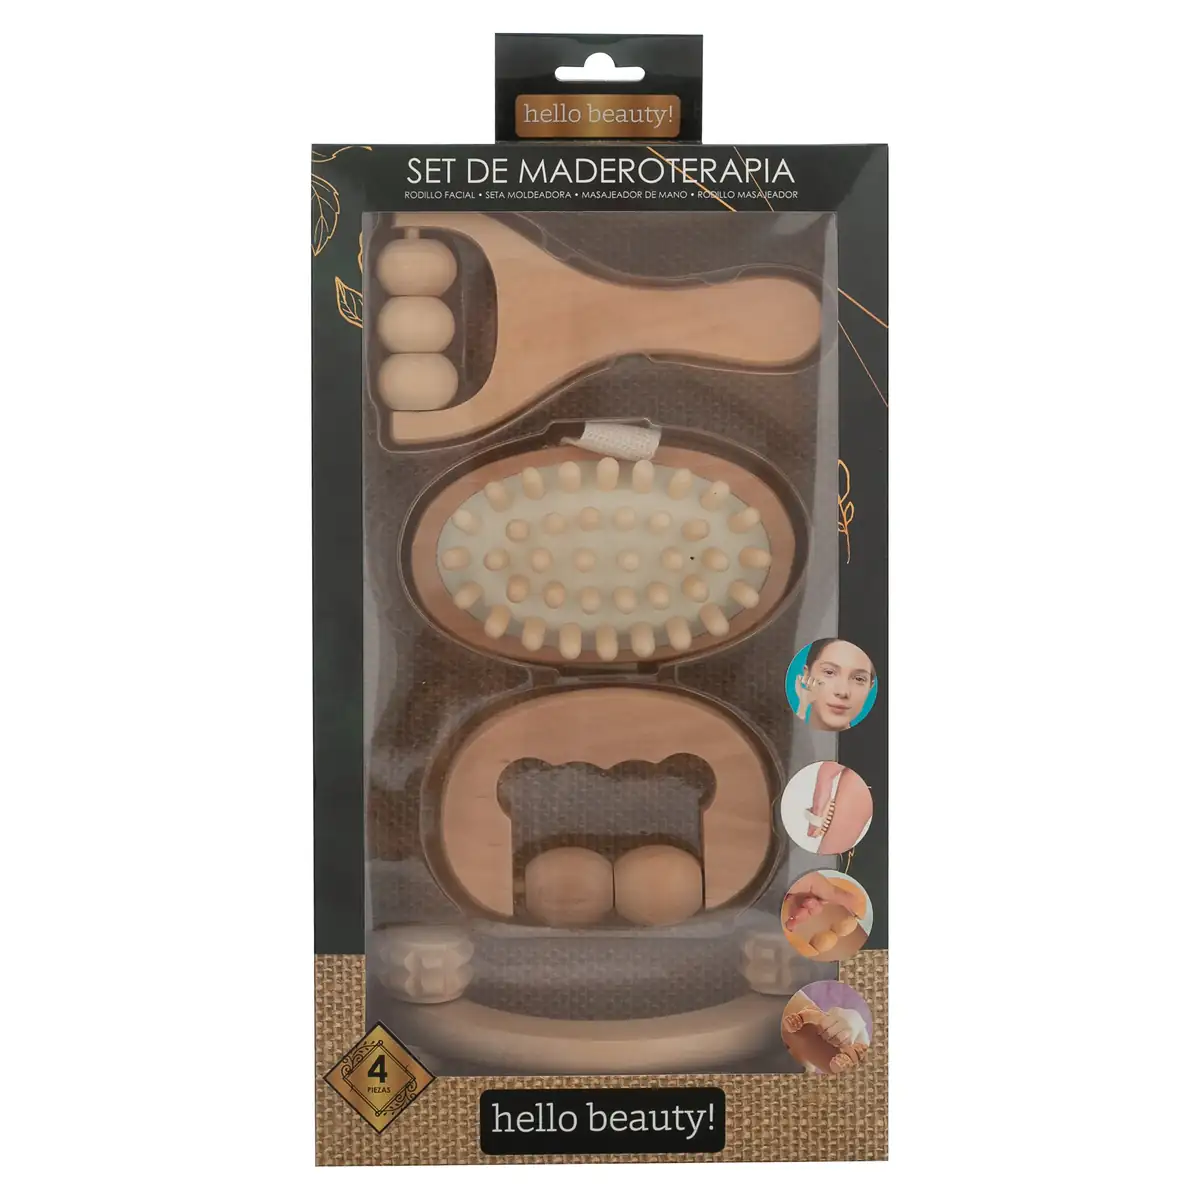 hello beauty!
SET DE MADEROTERAPIA
RODILLO FACIAL • SETA MOLDEADORA • MASAJEADOR DE MANO • RODILLO MASAJEADOR
4
PIEZAS
hello beauty!